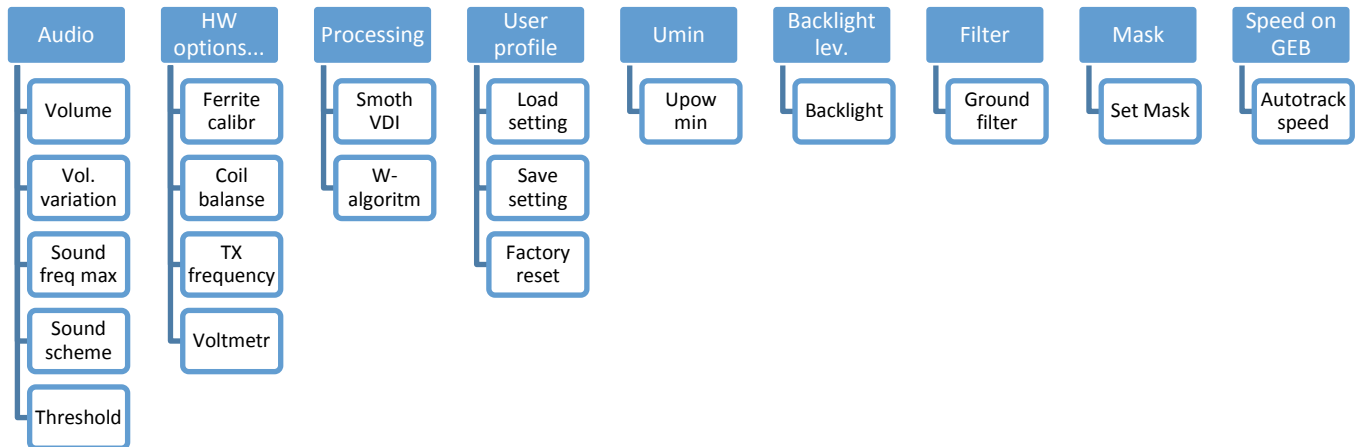 Audio
Volume
Vol.
variation
Sound
freq max
Sound
scheme
Threshold
HW
options...
Ferrite
calibr
Coil
balanse
TX
frequency
Voltmetr
Processing
Smoth
VDI
W-
algoritm
User
profile
Load
setting
Save
setting
Factory
reset
Umin
Upow
min
Backlight
lev.
Backlight
Filter
Ground
filter
Mask
Set Mask
Speed on
GEB
Autotrack
speed